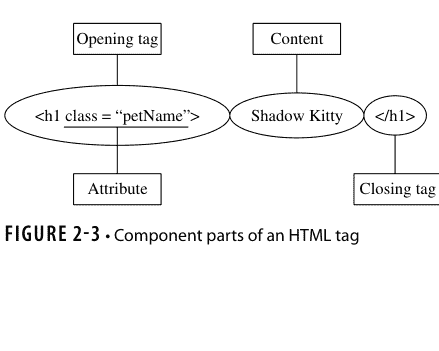 Opening tag
Content
<h1 class = “petName”>
Shadow Kitty
</h1>
Attribute
Closing tag
FIGURE 2-3 • Component parts of an HTML tag